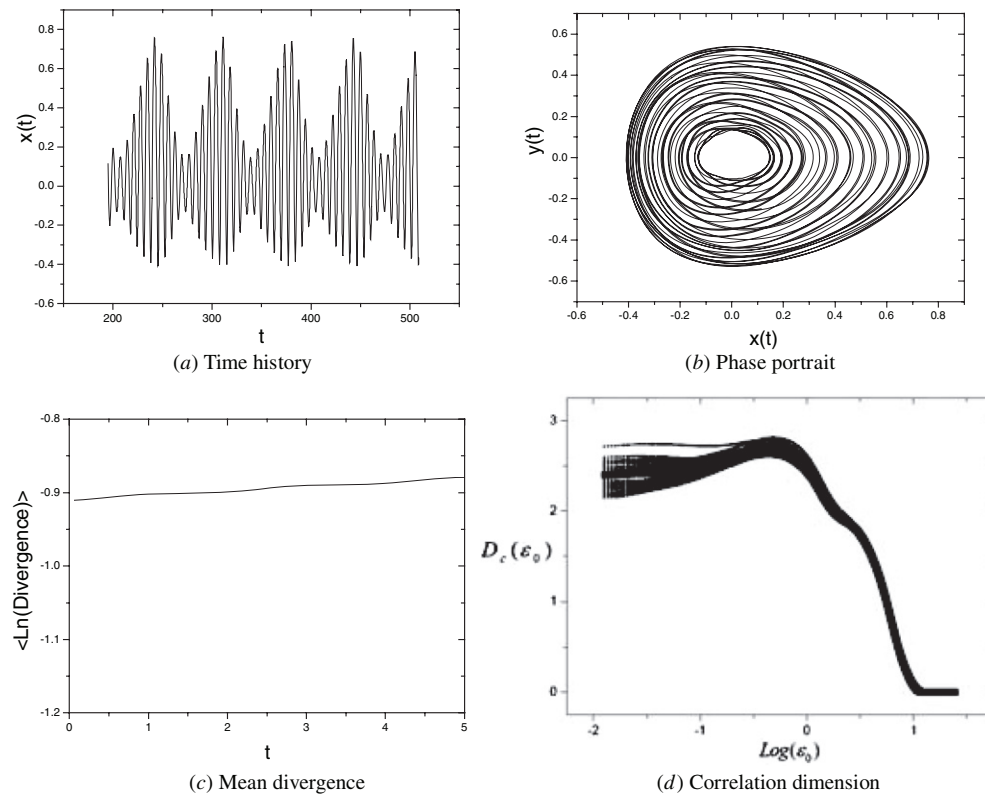 0.8
0.6
0.4
0.2
0.0
-0.2
-0.4
-0.6
x(t)
200 300 400 500
t
(a) Time history
0.6
0.4
0.2
0.0
-0.2
-0.4
-0.6
y(t)
-0.6 -0.4 -0.2 0.0 0.2 0.4 0.6 0.8
x(t)
(b) Phase portrait
-0.8
-0.9
-1.0
-1.1
-1.2
<Ln(Divergence)>
0 1 2 3 4 5
t
(c) Mean divergence
3
2
1
0
D_c(ε₀)
-2 -1 0 1
Log(ε₀)
(d) Correlation dimension